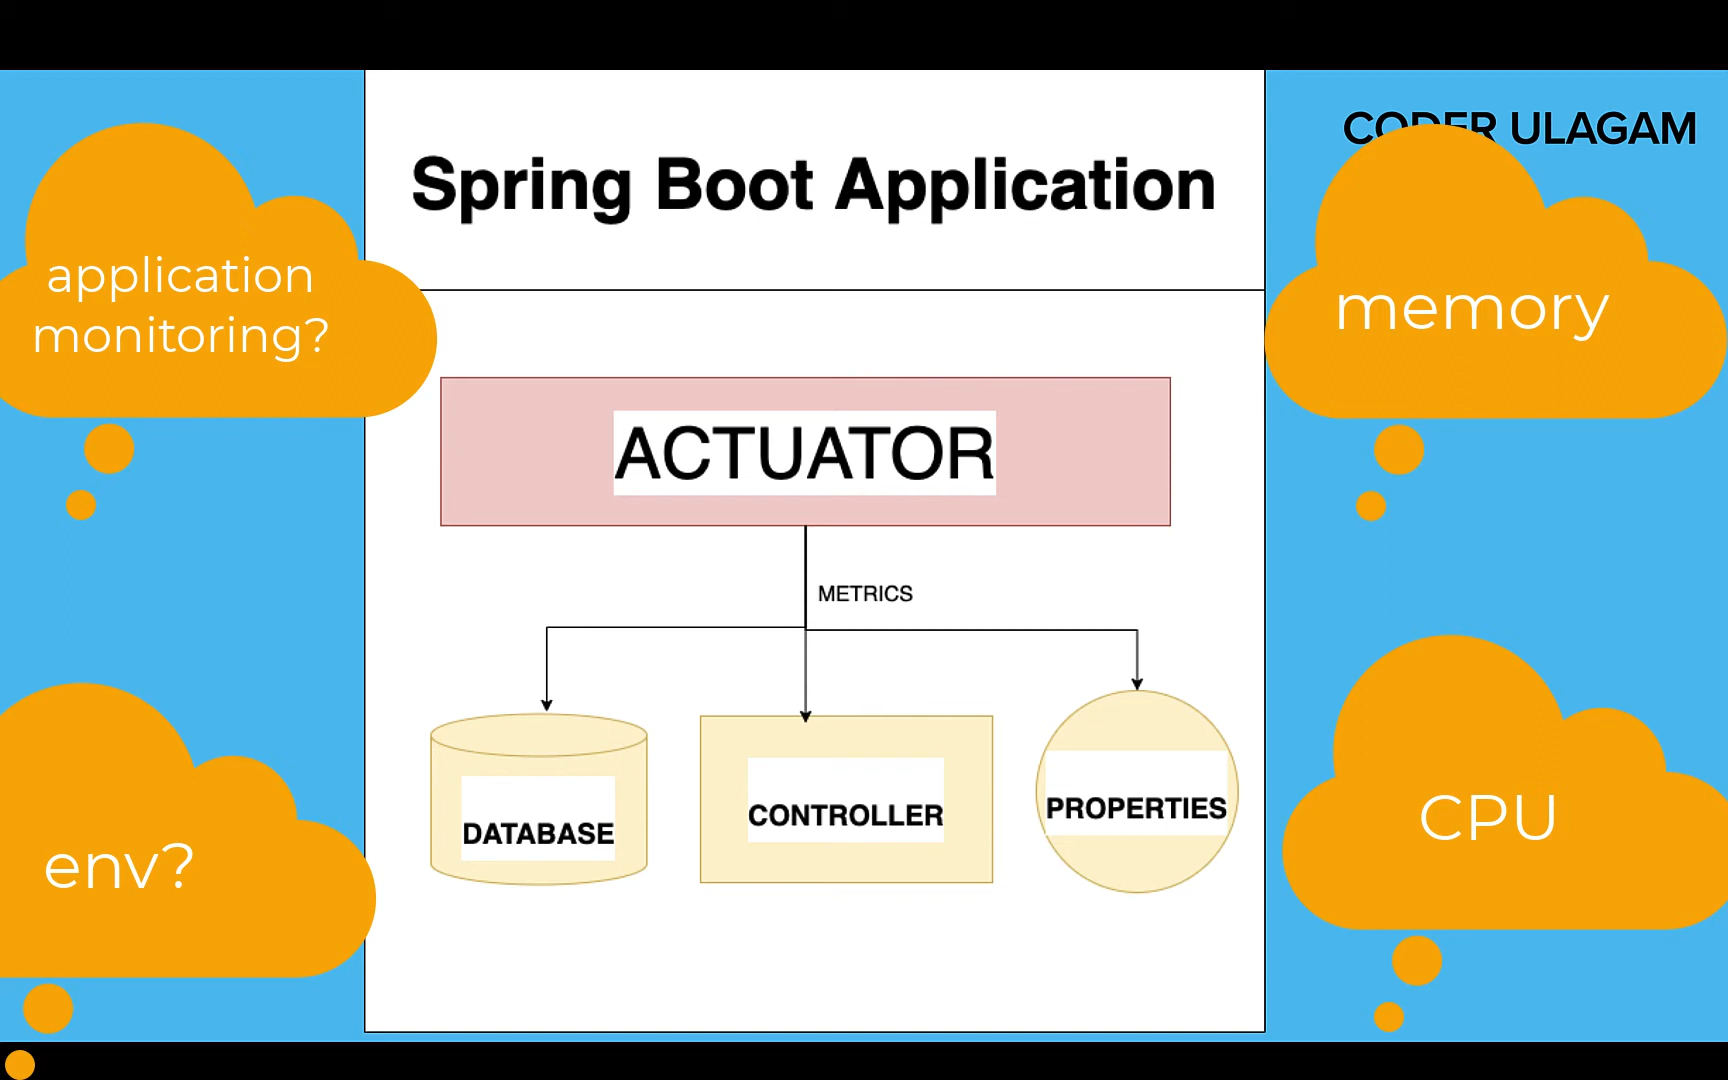 CODER ULAGAM
Spring Boot Application
application
monitoring?
memory
ACTUATOR
METRICS
DATABASE
CONTROLLER
PROPERTIES
env?
CPU